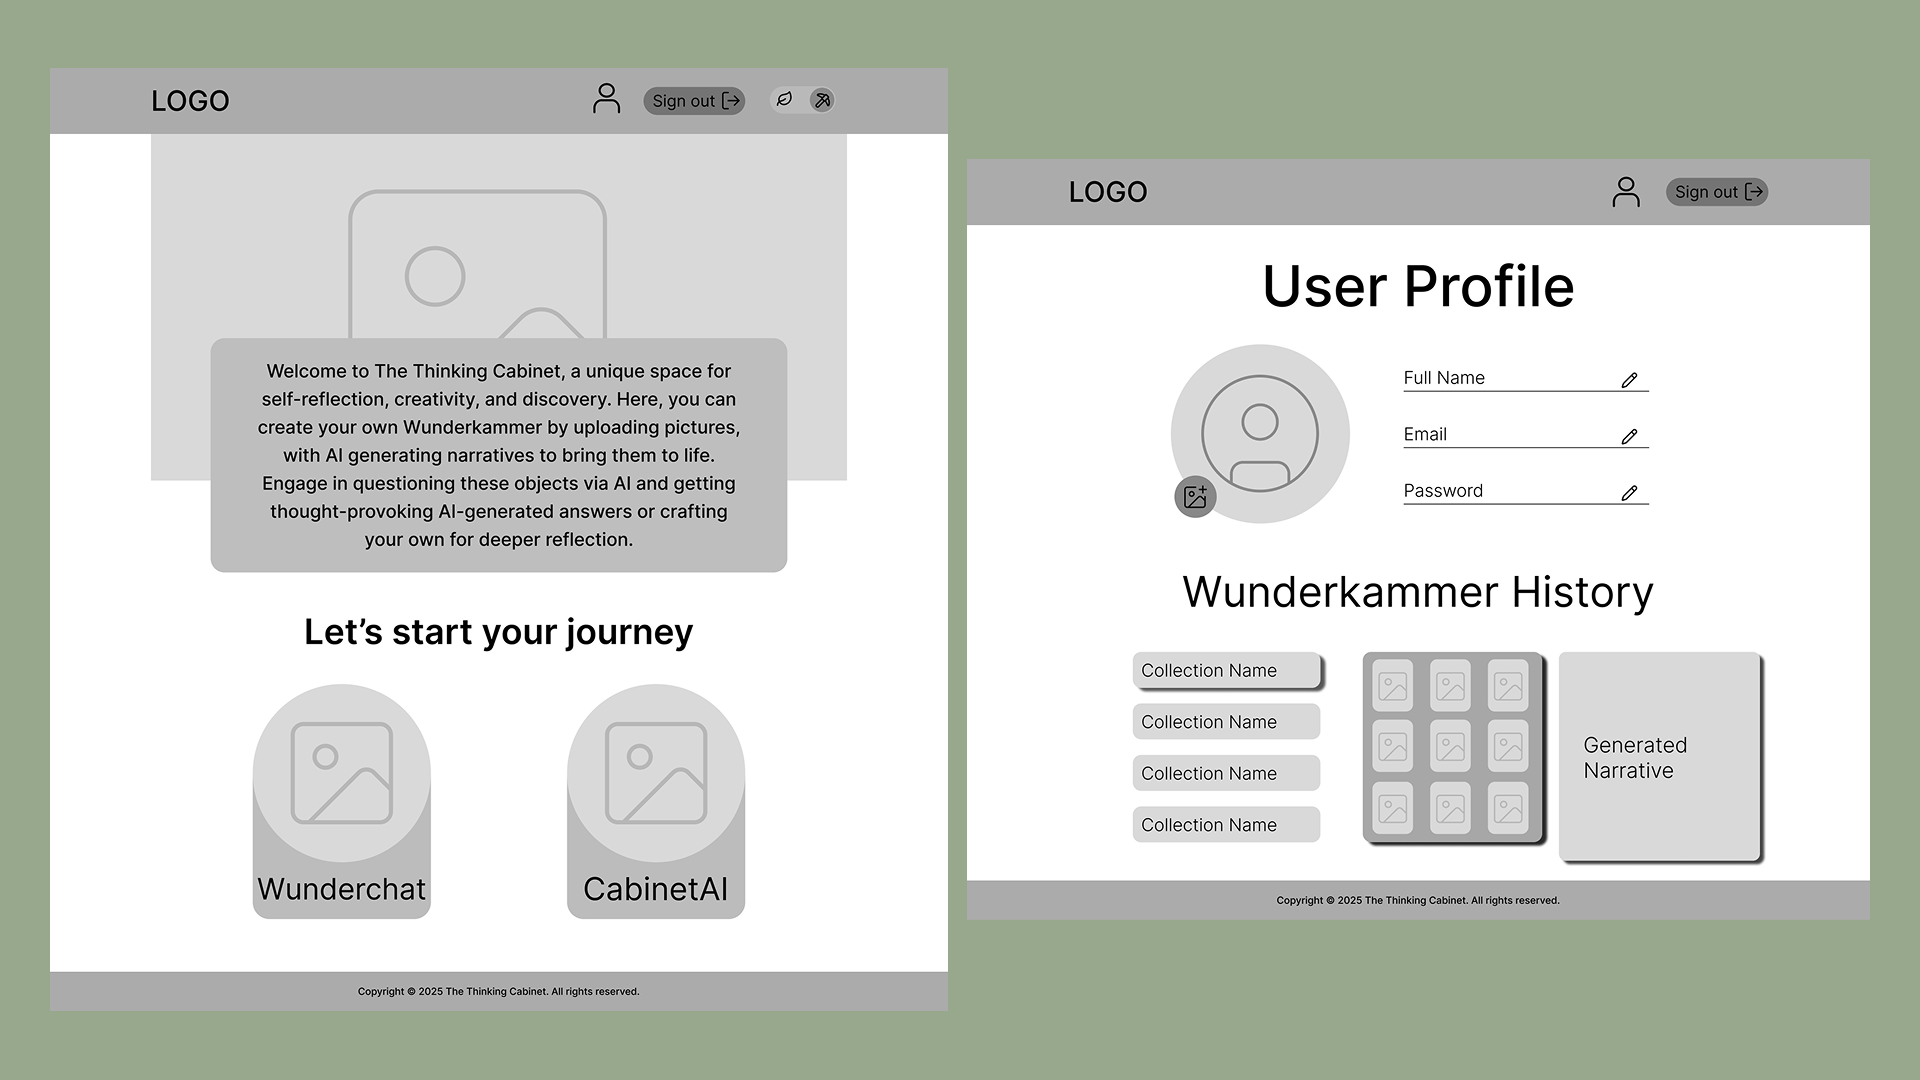 LOGO
Sign out
Welcome to The Thinking Cabinet, a unique space for
self-reflection, creativity, and discovery. Here, you can
create your own Wunderkammer by uploading pictures,
with AI generating narratives to bring them to life.
Engage in questioning these objects via AI and getting
thought-provoking AI-generated answers or crafting
your own for deeper reflection.
Let’s start your journey
Wunderchat
CabinetAI
Copyright © 2025 The Thinking Cabinet. All rights reserved.
LOGO
Sign out
User Profile
Full Name
Email
Password
Wunderkammer History
Collection Name
Collection Name
Collection Name
Collection Name
Generated
Narrative
Copyright © 2025 The Thinking Cabinet. All rights reserved.